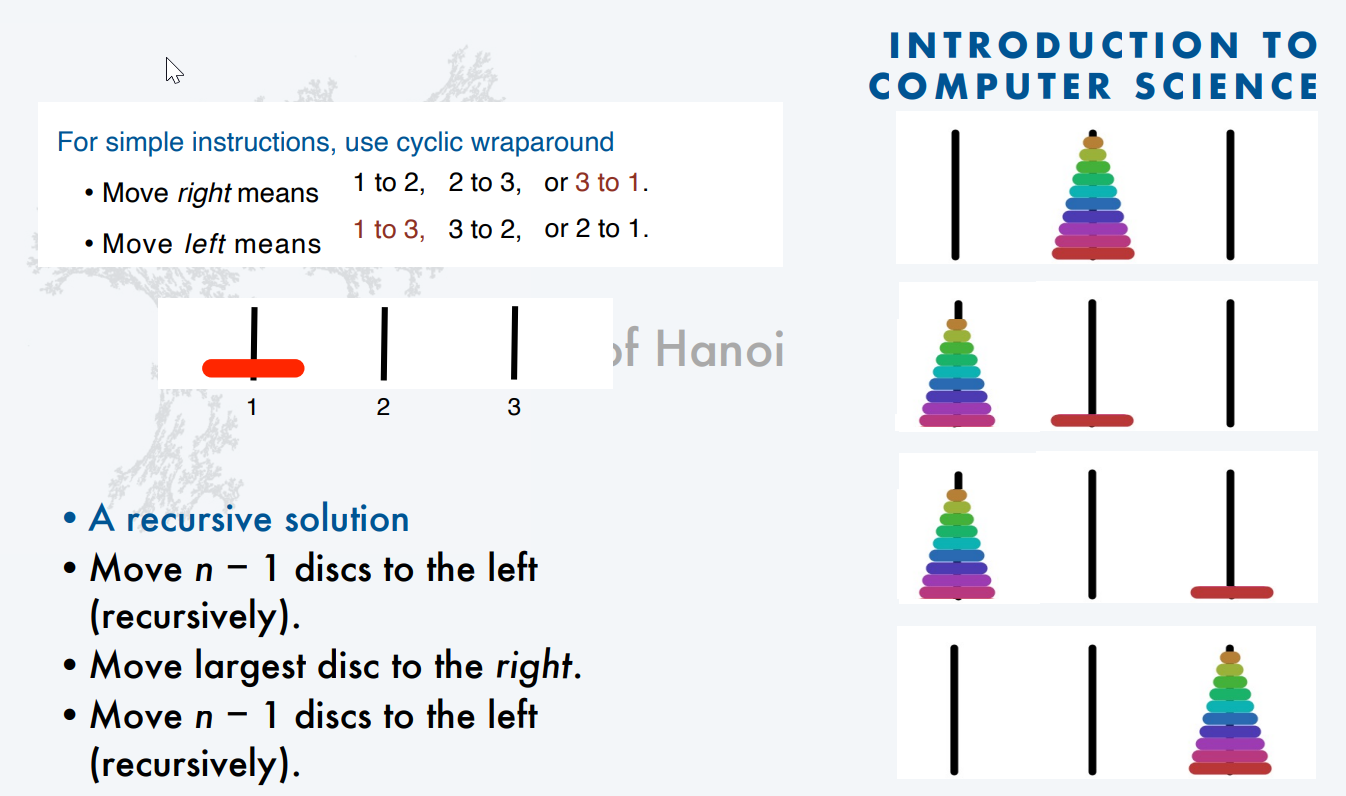 INTRODUCTION TO
COMPUTER SCIENCE
For simple instructions, use cyclic wraparound
• Move right means 1 to 2, 2 to 3, or 3 to 1.
• Move left means 1 to 3, 3 to 2, or 2 to 1.
of Hanoi
1 2 3
• A recursive solution
• Move n − 1 discs to the left
(recursively).
• Move largest disc to the right.
• Move n − 1 discs to the left
(recursively).